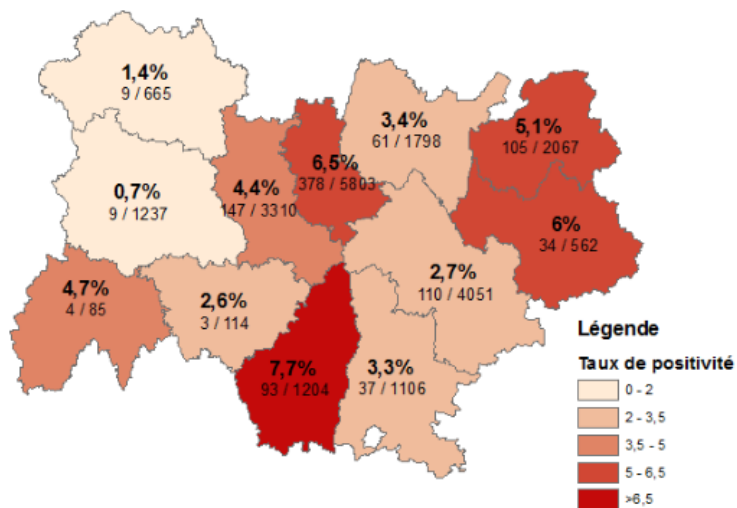 1,4%
9 / 665
3,4%
61 / 1798
5,1%
105 / 2067
6,5%
378 / 5803
4,4%
147 / 3310
0,7%
9 / 1237
6%
34 / 562
2,7%
110 / 4051
4,7%
4 / 85
2,6%
3 / 114
7,7%
93 / 1204
3,3%
37 / 1106
Légende
Taux de positivité
0 - 2
2 - 3,5
3,5 - 5
5 - 6,5
>6,5